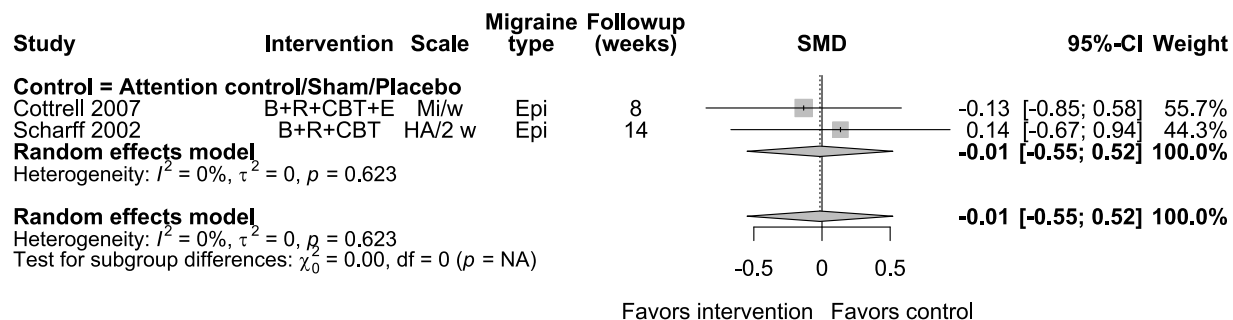 Migraine Followup
Study Intervention Scale type (weeks) SMD 95%-CI Weight
Control = Attention control/Sham/Placebo
Cottrell 2007 B+R+CBT+E Mi/w Epi 8 -0.13 [-0.85; 0.58] 55.7%
Scharff 2002 B+R+CBT HA/2 w Epi 14 0.14 [-0.67; 0.94] 44.3%
Random effects model -0.01 [-0.55; 0.52] 100.0%
Heterogeneity: I² = 0%, τ² = 0, p = 0.623
Random effects model -0.01 [-0.55; 0.52] 100.0%
Heterogeneity: I² = 0%, τ² = 0, p = 0.623
Test for subgroup differences: χ²₀ = 0.00, df = 0 (p = NA)
-0.5 0 0.5
Favors intervention Favors control